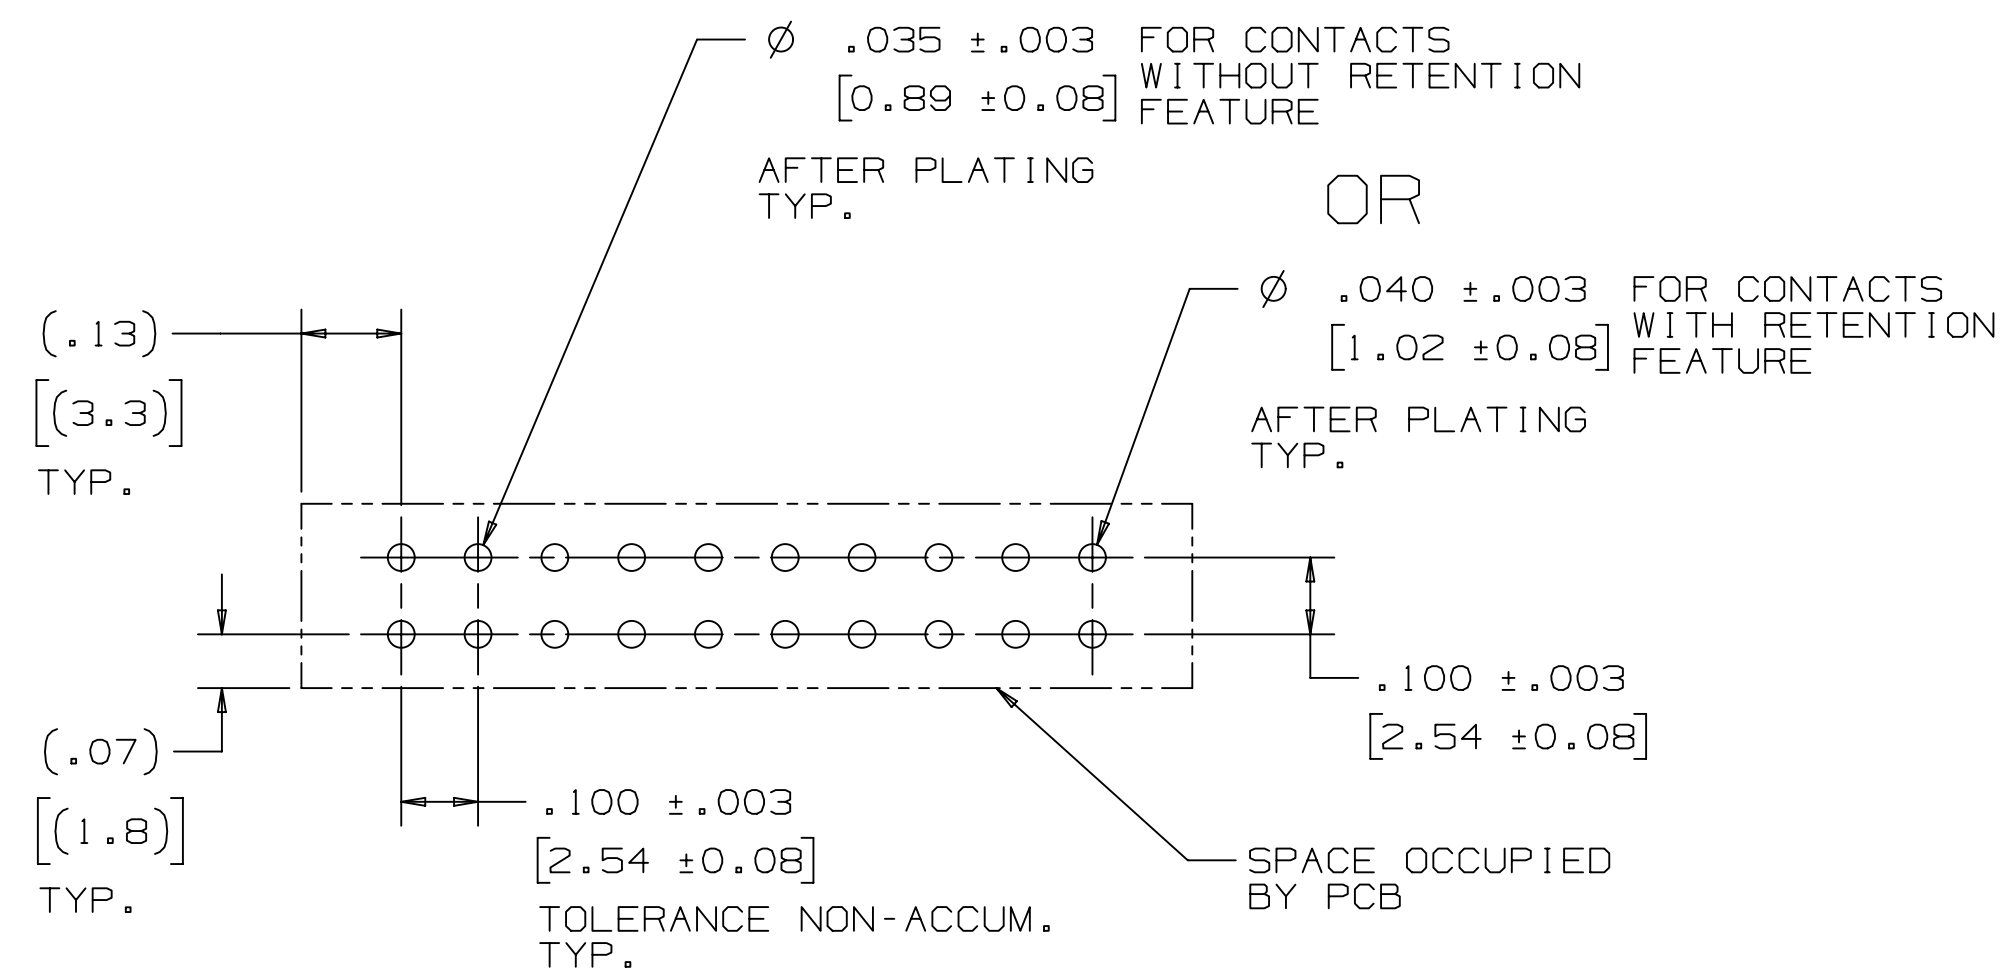 Ø .035 ±.003 FOR CONTACTS
[0.89 ±0.08] WITHOUT RETENTION
FEATURE
AFTER PLATING
TYP.
OR
Ø .040 ±.003 FOR CONTACTS
[1.02 ±0.08] WITH RETENTION
FEATURE
AFTER PLATING
TYP.
(.13)
[(3.3)]
TYP.
(.07)
[(1.8)]
TYP.
.100 ±.003
[2.54 ±0.08]
.100 ±.003
[2.54 ±0.08]
TOLERANCE NON-ACCUM.
TYP.
SPACE OCCUPIED
BY PCB